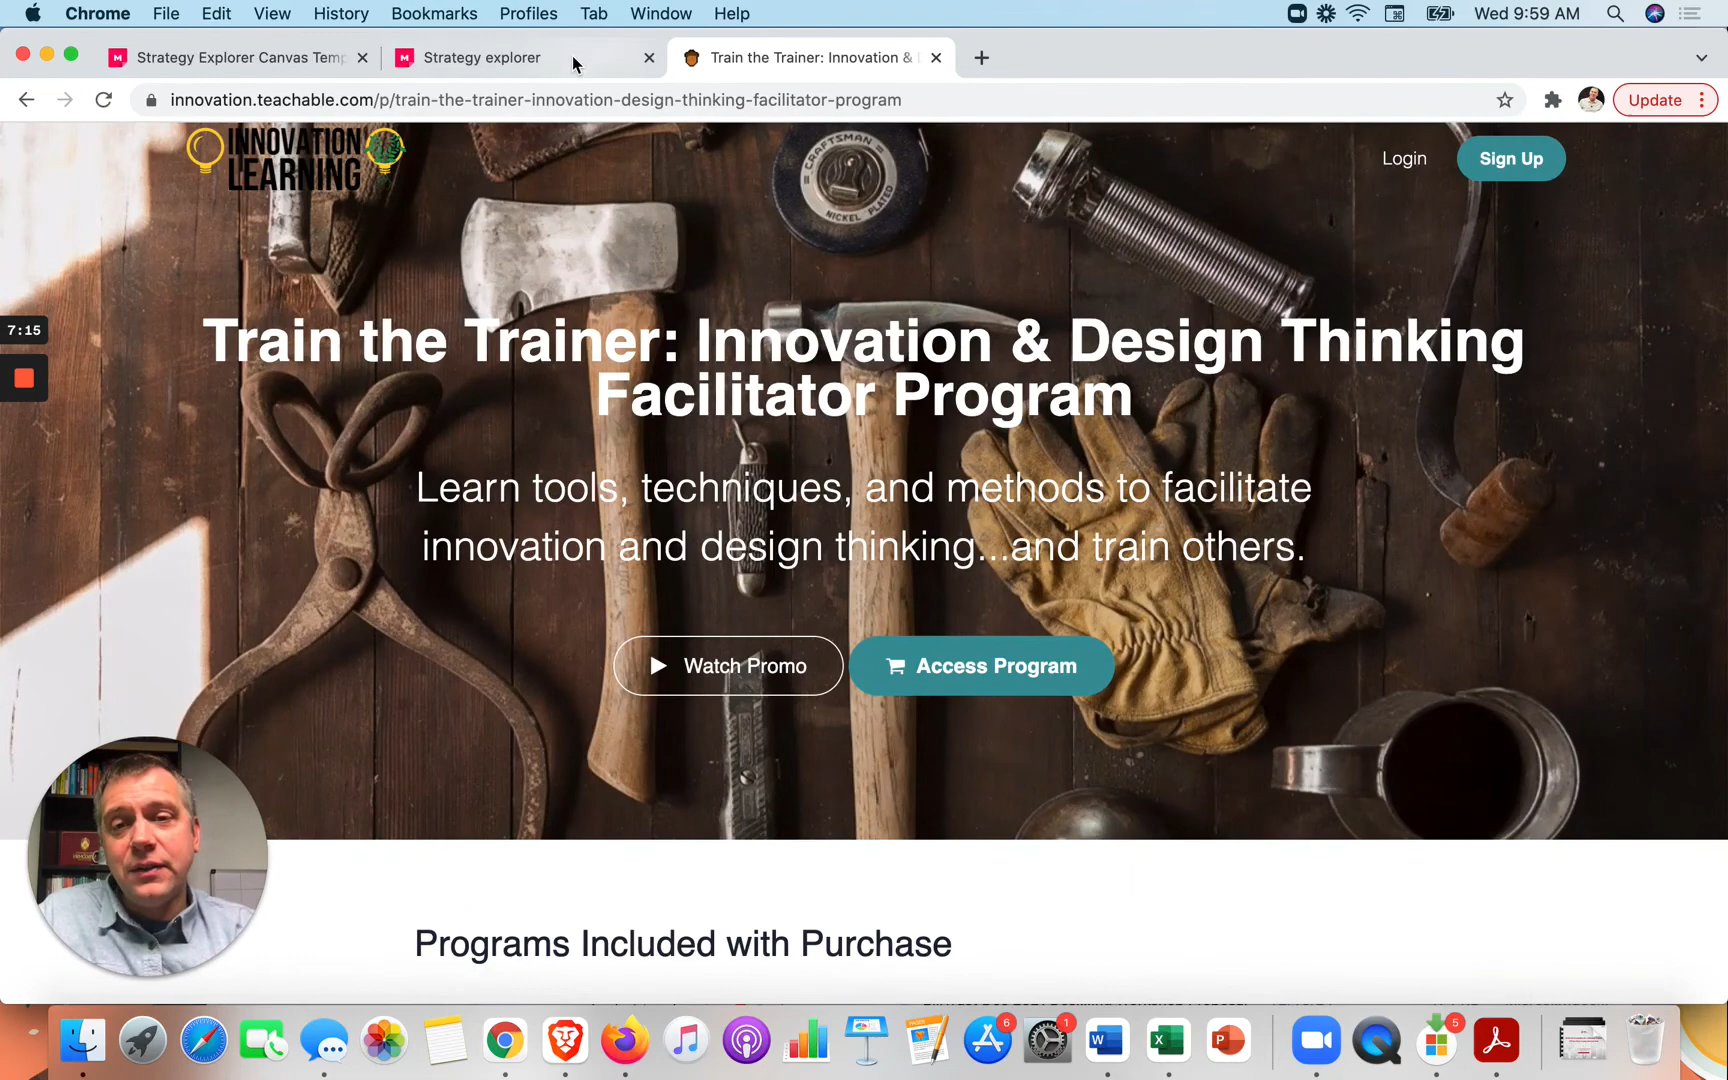 Chrome File Edit View History Bookmarks Profiles Tab Window Help Wed 9:59 AM
Strategy Explorer Canvas Temp Strategy explorer Train the Trainer: Innovation &
innovation.teachable.com/p/train-the-trainer-innovation-design-thinking-facilitator-program Update
INNOVATION
LEARNING
Login Sign Up
CRAFTSMAN
NICKEL PLATED
7:15
Train the Trainer: Innovation & Design Thinking
Facilitator Program
Learn tools, techniques, and methods to facilitate
innovation and design thinking...and train others.
Watch Promo Access Program
Programs Included with Purchase
6 1 5
W X P